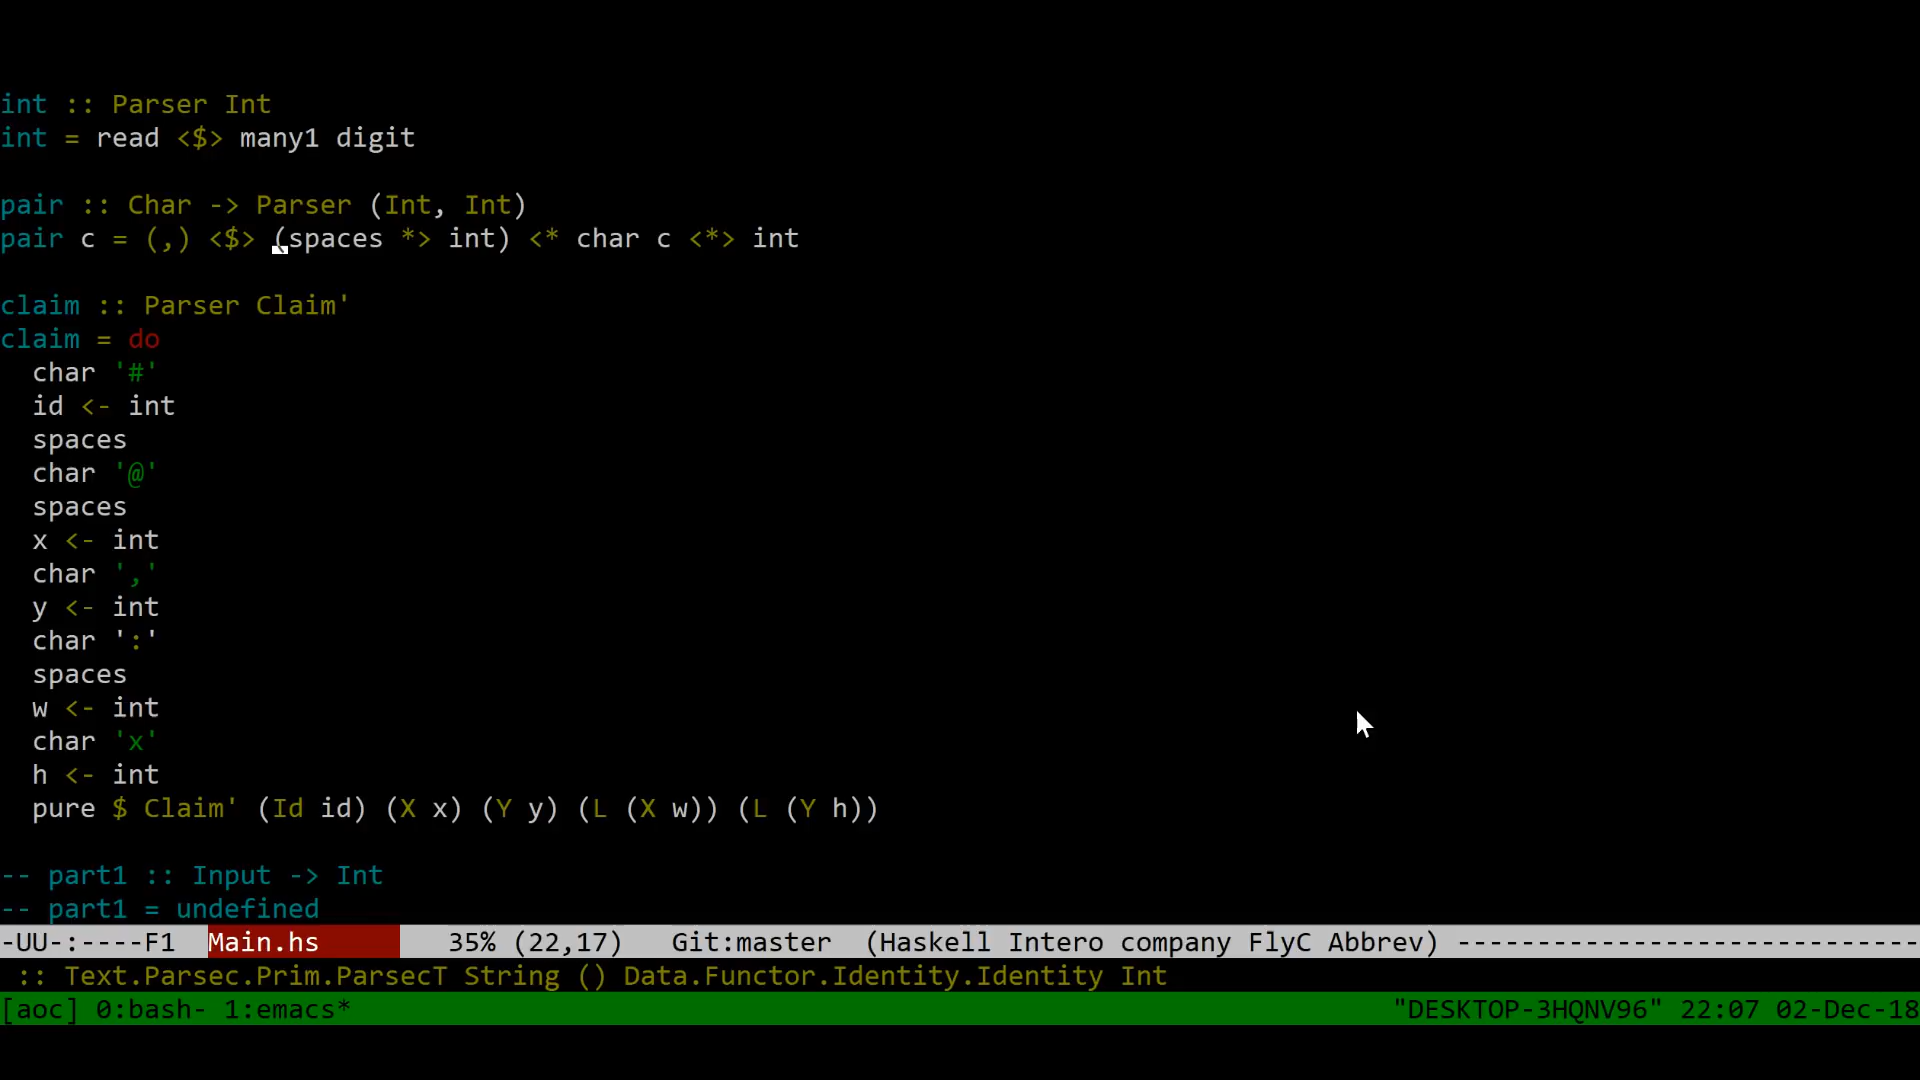 int :: Parser Int
int = read <$> many1 digit
pair :: Char -> Parser (Int, Int)
pair c = (,) <$> (spaces *> int) <* char c <*> int
claim :: Parser Claim'
claim = do
  char '#'
  id <- int
  spaces
  char '@'
  spaces
  x <- int
  char ','
  y <- int
  char ':'
  spaces
  w <- int
  char 'x'
  h <- int
  pure $ Claim' (Id id) (X x) (Y y) (L (X w)) (L (Y h))
-- part1 :: Input -> Int
-- part1 = undefined
-UU-:----F1  Main.hs     35% (22,17)   Git:master  (Haskell Intero company FlyC Abbrev) -----------------------------
 :: Text.Parsec.Prim.ParsecT String () Data.Functor.Identity.Identity Int
[aoc] 0:bash- 1:emacs* "DESKTOP-3HQNV96" 22:07 02-Dec-18